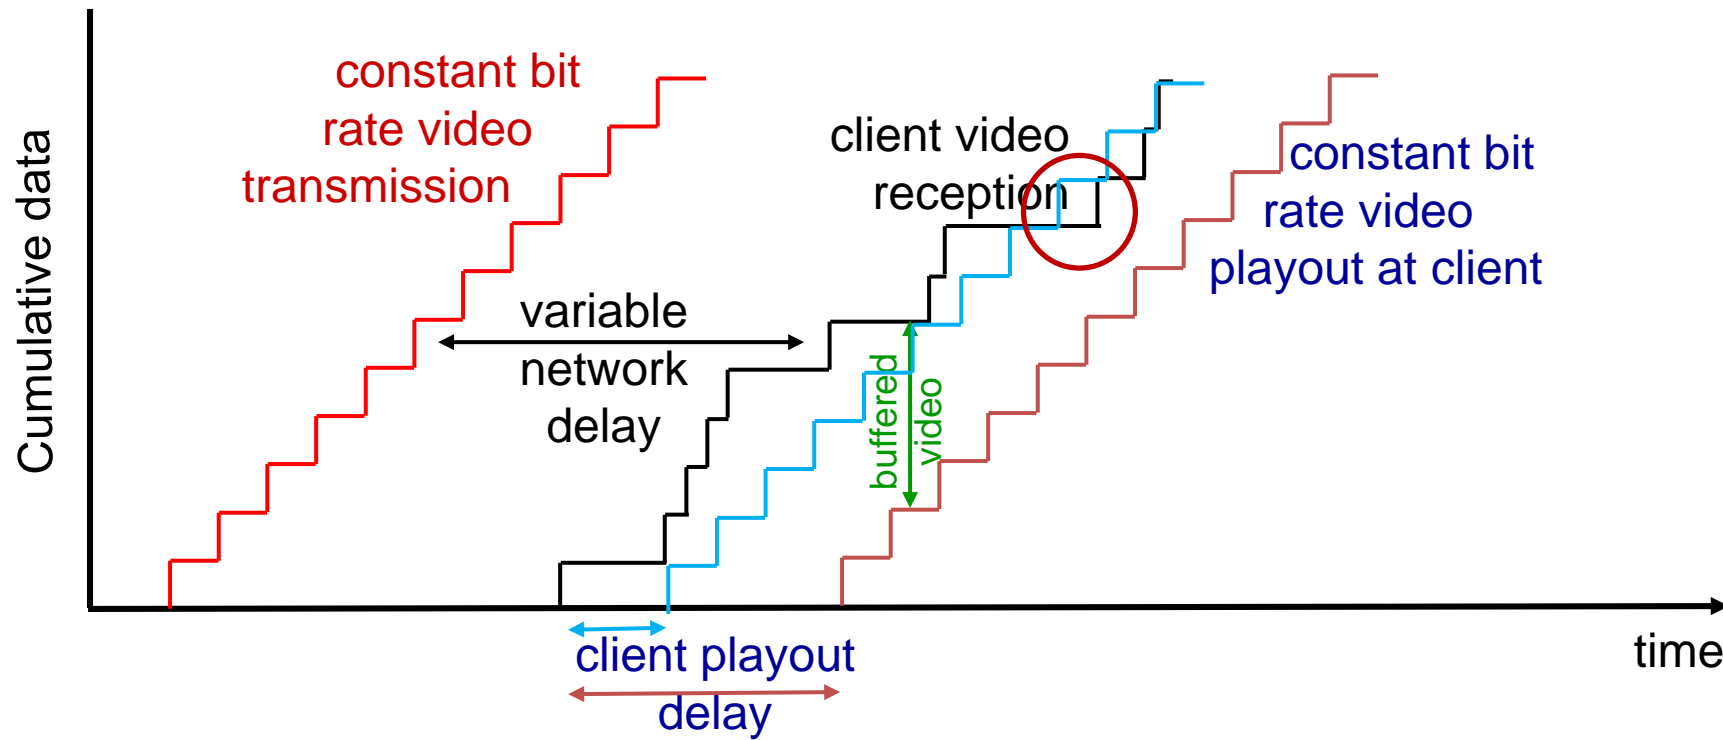 constant bit
rate video
transmission
client video
reception
constant bit
rate video
playout at client
Cumulative data
variable
network
delay
buffered
video
time
client playout
delay